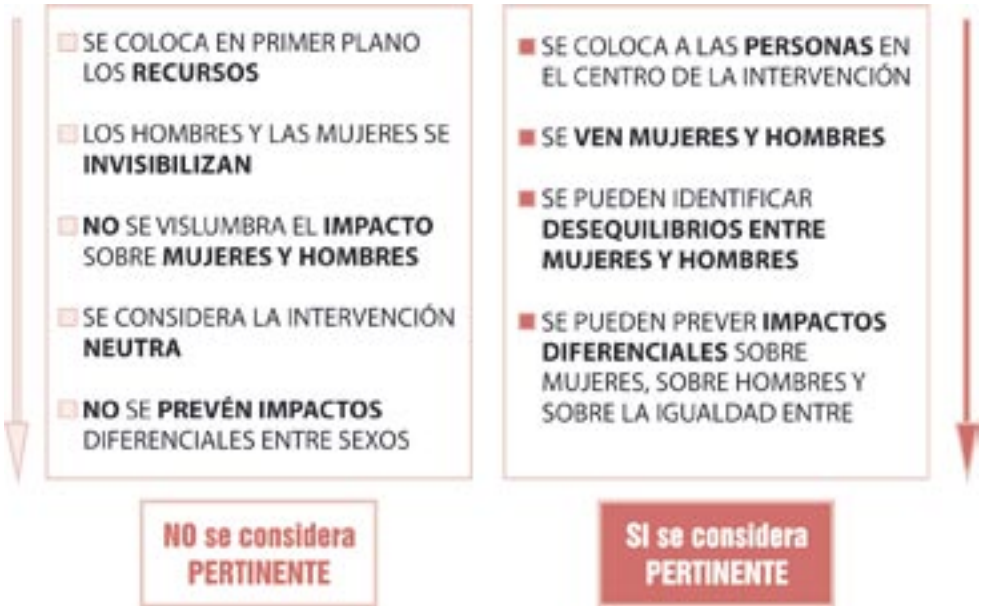 SE COLOCA EN PRIMER PLANO
LOS RECURSOS
LOS HOMBRES Y LAS MUJERES SE
INVISIBILIZAN
NO SE VISLUMBRA EL IMPACTO
SOBRE MUJERES Y HOMBRES
SE CONSIDERA LA INTERVENCIÓN
NEUTRA
NO SE PREVÉN IMPACTOS
DIFERENCIALES ENTRE SEXOS
NO se considera
PERTINENTE
SE COLOCA A LAS PERSONAS EN
EL CENTRO DE LA INTERVENCIÓN
SE VEN MUJERES Y HOMBRES
SE PUEDEN IDENTIFICAR
DESEQUILIBRIOS ENTRE
MUJERES Y HOMBRES
SE PUEDEN PREVER IMPACTOS
DIFERENCIALES SOBRE
MUJERES, SOBRE HOMBRES Y
SOBRE LA IGUALDAD ENTRE
SI se considera
PERTINENTE